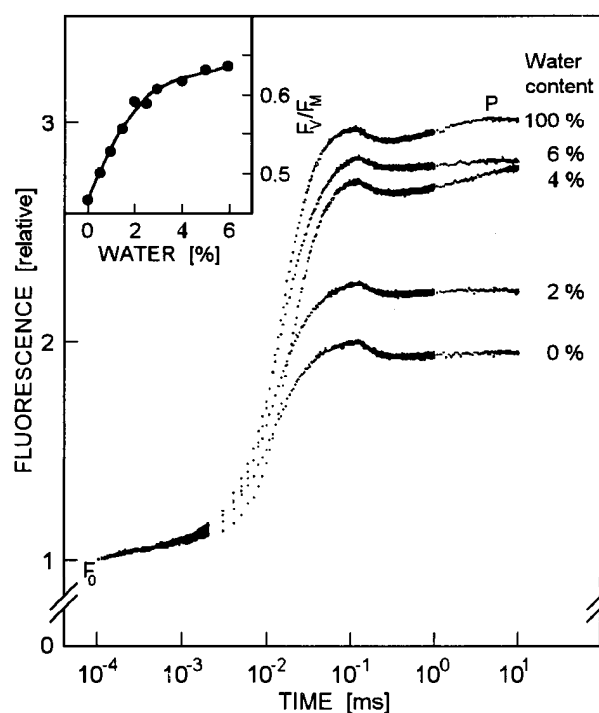 Water
content
P
100 %
6 %
4 %
2 %
0 %
0.6
0.5
F_V/F_M
0 2 4 6
WATER [%]
3
2
1
0
FLUORESCENCE [relative]
F_0
10^-4 10^-3 10^-2 10^-1 10^0 10^1
TIME [ms]